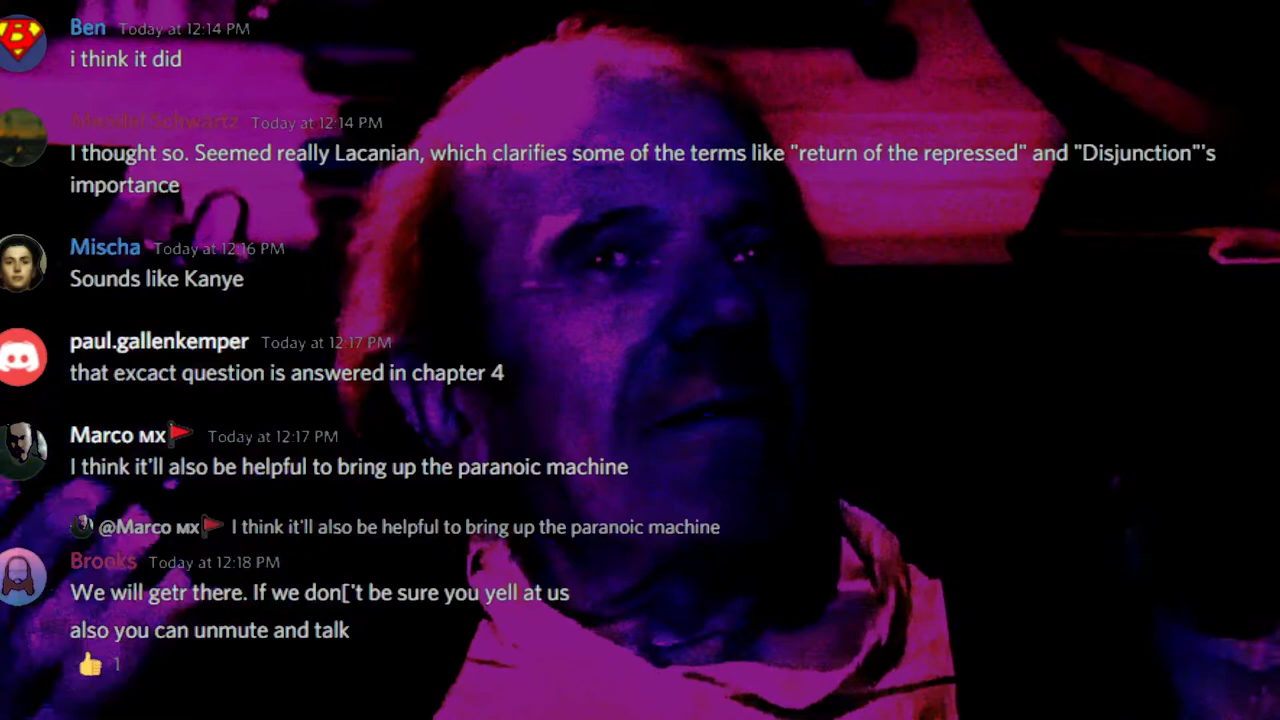 Ben Today at 12:14 PM
i think it did
Mendel Schwartz Today at 12:14 PM
I thought so. Seemed really Lacanian, which clarifies some of the terms like "return of the repressed" and "Disjunction"'s
importance
Mischa Today at 12:16 PM
Sounds like Kanye
paul.gallenkemper Today at 12:17 PM
that excact question is answered in chapter 4
Marco MX Today at 12:17 PM
I think it'll also be helpful to bring up the paranoic machine
@Marco MX I think it'll also be helpful to bring up the paranoic machine
Brooks Today at 12:18 PM
We will getr there. If we don['t be sure you yell at us
also you can unmute and talk
👍 1